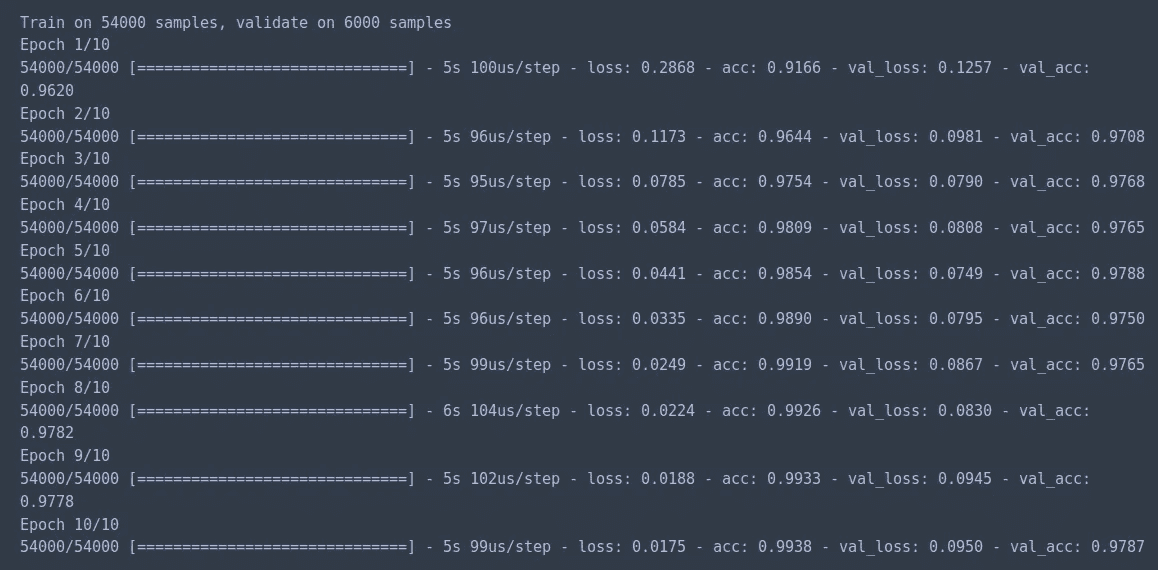 Train on 54000 samples, validate on 6000 samples
Epoch 1/10
54000/54000 [==============================] - 5s 100us/step - loss: 0.2868 - acc: 0.9166 - val_loss: 0.1257 - val_acc:
0.9620
Epoch 2/10
54000/54000 [==============================] - 5s 96us/step - loss: 0.1173 - acc: 0.9644 - val_loss: 0.0981 - val_acc: 0.9708
Epoch 3/10
54000/54000 [==============================] - 5s 95us/step - loss: 0.0785 - acc: 0.9754 - val_loss: 0.0790 - val_acc: 0.9768
Epoch 4/10
54000/54000 [==============================] - 5s 97us/step - loss: 0.0584 - acc: 0.9809 - val_loss: 0.0808 - val_acc: 0.9765
Epoch 5/10
54000/54000 [==============================] - 5s 96us/step - loss: 0.0441 - acc: 0.9854 - val_loss: 0.0749 - val_acc: 0.9788
Epoch 6/10
54000/54000 [==============================] - 5s 96us/step - loss: 0.0335 - acc: 0.9890 - val_loss: 0.0795 - val_acc: 0.9750
Epoch 7/10
54000/54000 [==============================] - 5s 99us/step - loss: 0.0249 - acc: 0.9919 - val_loss: 0.0867 - val_acc: 0.9765
Epoch 8/10
54000/54000 [==============================] - 6s 104us/step - loss: 0.0224 - acc: 0.9926 - val_loss: 0.0830 - val_acc:
0.9782
Epoch 9/10
54000/54000 [==============================] - 5s 102us/step - loss: 0.0188 - acc: 0.9933 - val_loss: 0.0945 - val_acc:
0.9778
Epoch 10/10
54000/54000 [==============================] - 5s 99us/step - loss: 0.0175 - acc: 0.9938 - val_loss: 0.0950 - val_acc: 0.9787